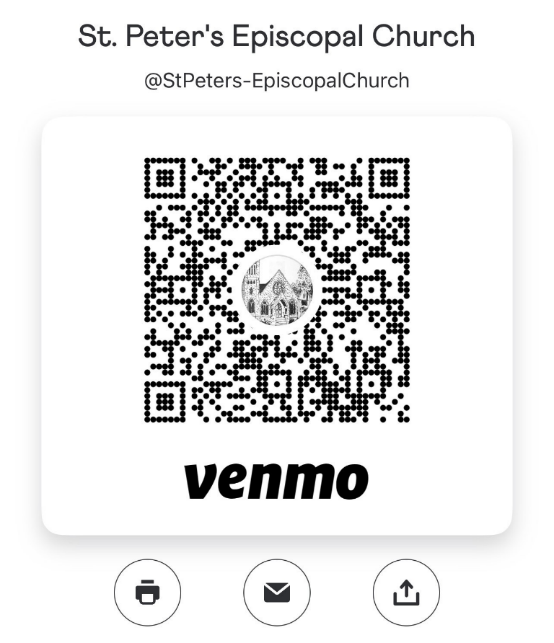 St. Peter's Episcopal Church
@StPeters-EpiscopalChurch
venmo